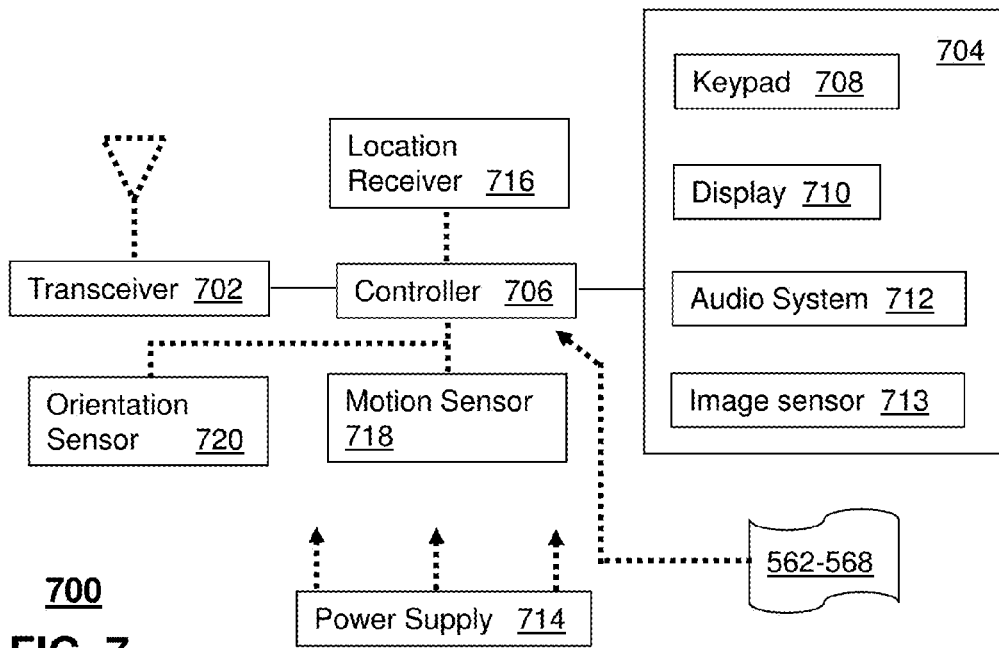 704
Keypad 708
Location
Receiver 716
Display 710
Transceiver 702
Controller 706
Audio System 712
Orientation
Sensor 720
Motion Sensor
718
Image sensor 713
562-568
700
Power Supply 714
FIG. 7